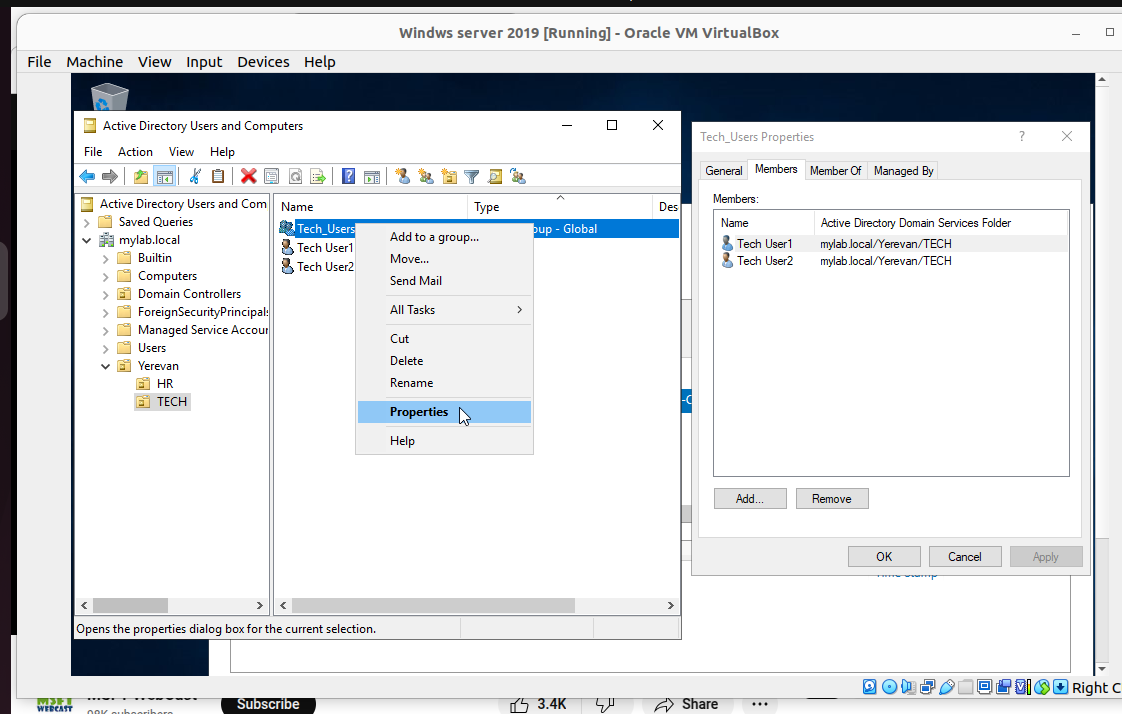 Windws server 2019 [Running] - Oracle VM VirtualBox
File Machine View Input Devices Help
Active Directory Users and Computers
File Action View Help
Active Directory Users and Com
Saved Queries
mylab.local
Builtin
Computers
Domain Controllers
ForeignSecurityPrincipals
Managed Service Accour
Users
Yerevan
HR
TECH
Name Type Des
Tech_Users oup - Global
Tech User1
Tech User2
Add to a group...
Move...
Send Mail
All Tasks
Cut
Delete
Rename
Properties
Help
Opens the properties dialog box for the current selection.
Tech_Users Properties
General Members Member Of Managed By
Members:
Name Active Directory Domain Services Folder
Tech User1 mylab.local/Yerevan/TECH
Tech User2 mylab.local/Yerevan/TECH
Add... Remove
OK Cancel Apply
Right C
MSFT WEBCAST
Subscribe 3.4K Share